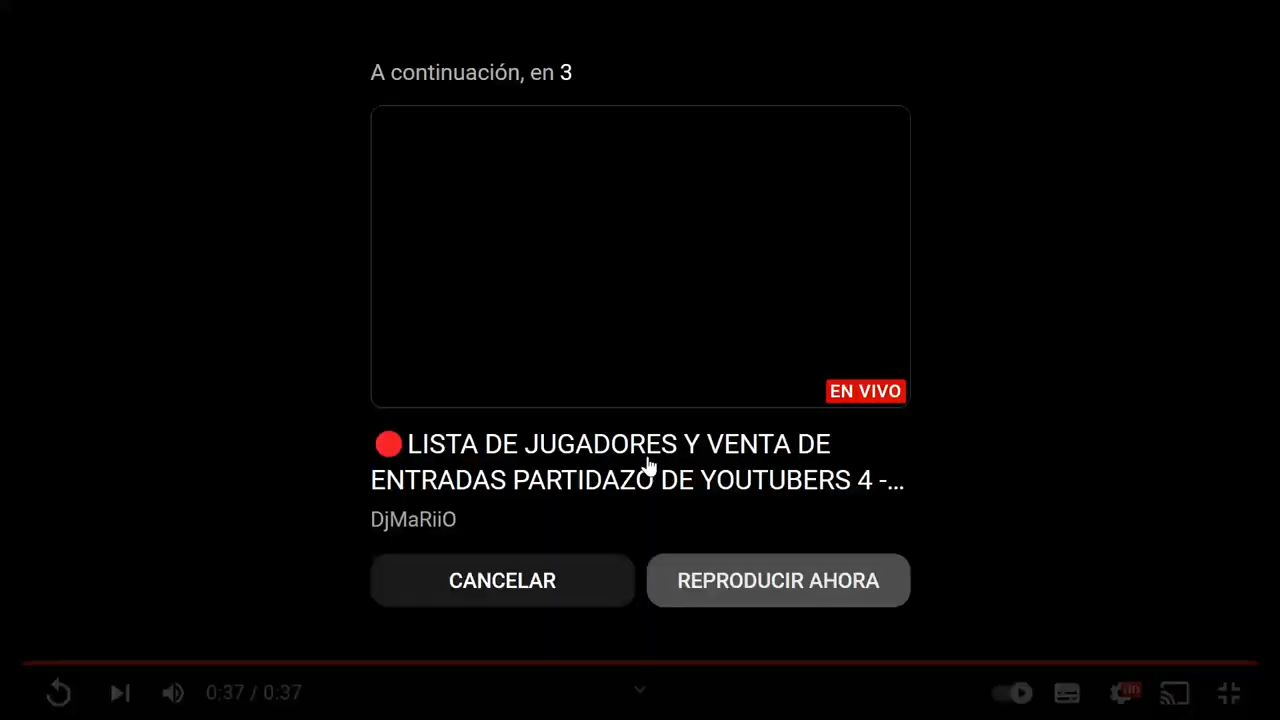 A continuación, en 3
EN VIVO
🔴LISTA DE JUGADORES Y VENTA DE
ENTRADAS PARTIDAZO DE YOUTUBERS 4 -...
DjMaRiiO
CANCELAR
REPRODUCIR AHORA
0:37 / 0:37
HD